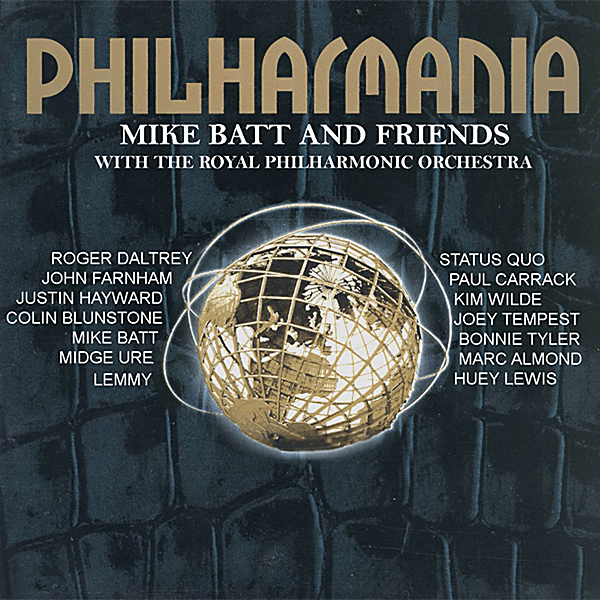 PHILHARMANIA
MIKE BATT AND FRIENDS
WITH THE ROYAL PHILHARMONIC ORCHESTRA
ROGER DALTREY
JOHN FARNHAM
JUSTIN HAYWARD
COLIN BLUNSTONE
MIKE BATT
MIDGE URE
LEMMY
STATUS QUO
PAUL CARRACK
KIM WILDE
JOEY TEMPEST
BONNIE TYLER
MARC ALMOND
HUEY LEWIS